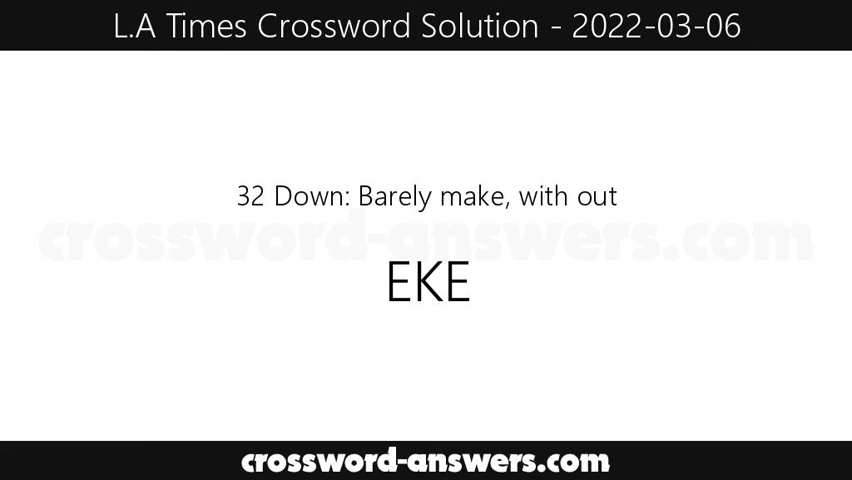 L.A Times Crossword Solution - 2022-03-06
32 Down: Barely make, with out
crossword-answers.com
EKE
crossword-answers.com